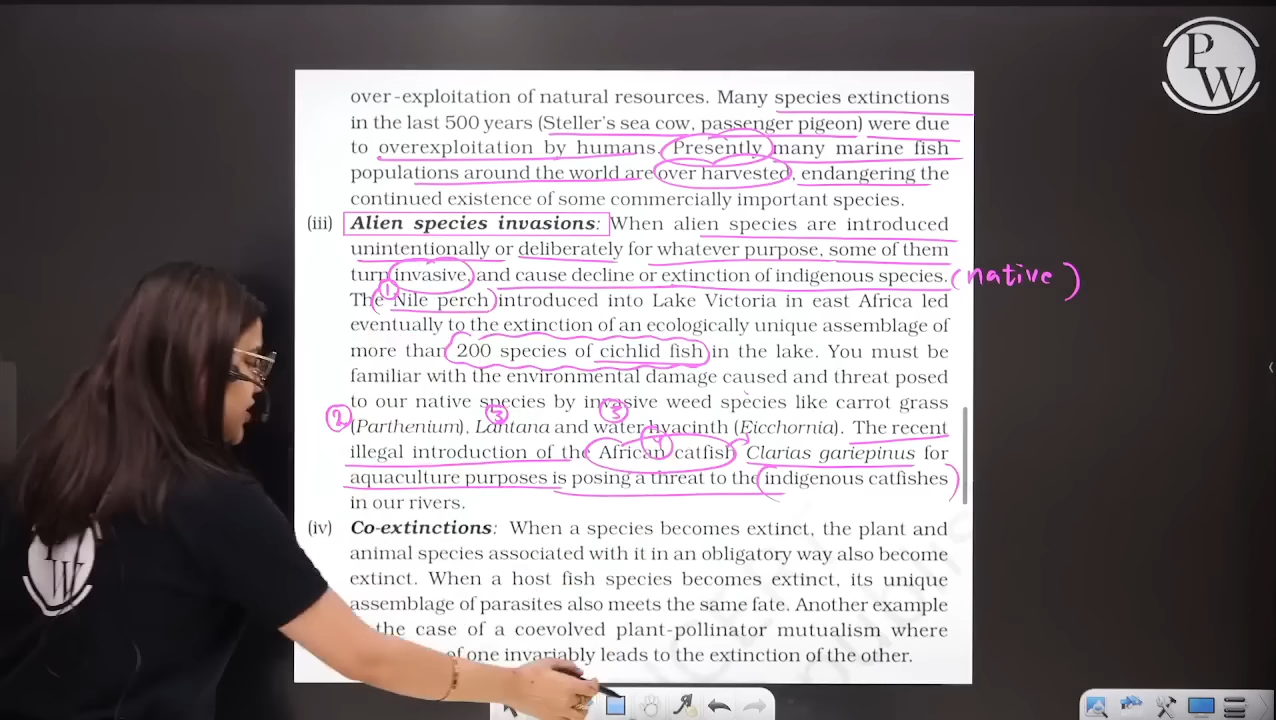 PW
over-exploitation of natural resources. Many species extinctions
in the last 500 years (Steller's sea cow, passenger pigeon) were due
to overexploitation by humans. Presently many marine fish
populations around the world are over harvested, endangering the
continued existence of some commercially important species.
(iii) Alien species invasions: When alien species are introduced
unintentionally or deliberately for whatever purpose, some of them
turn invasive, and cause decline or extinction of indigenous species. (native)
1
The Nile perch introduced into Lake Victoria in east Africa led
eventually to the extinction of an ecologically unique assemblage of
more than 200 species of cichlid fish in the lake. You must be
familiar with the environmental damage caused and threat posed
to our native species by invasive weed species like carrot grass
2 3 3
(Parthenium), Lantana and water hyacinth (Eicchornia). The recent
4
illegal introduction of the African catfish Clarias gariepinus for
aquaculture purposes is posing a threat to the indigenous catfishes
in our rivers.
(iv) Co-extinctions: When a species becomes extinct, the plant and
animal species associated with it in an obligatory way also become
extinct. When a host fish species becomes extinct, its unique
assemblage of parasites also meets the same fate. Another example
the case of a coevolved plant-pollinator mutualism where
of one invariably leads to the extinction of the other.
PW